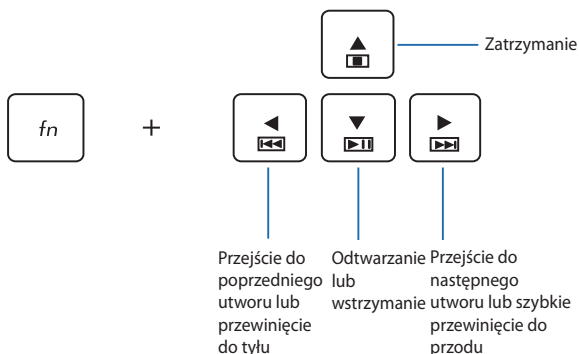 Zatrzymanie
fn +
Przejście do
poprzedniego
utworu lub
przewinięcie
do tyłu
Odtwarzanie
lub
wstrzymanie
Przejście do
następnego
utworu lub szybkie
przewinięcie do
przodu